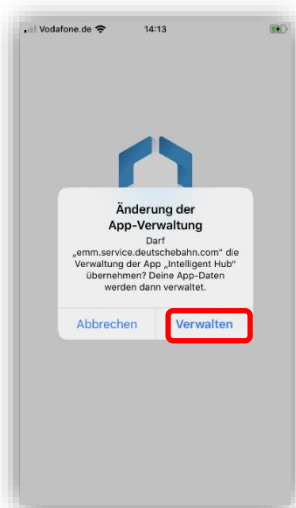 Vodafone.de 14:13
Änderung der
App-Verwaltung
Darf
„emm.service.deutschebahn.com“ die
Verwaltung der App „Intelligent Hub“
übernehmen? Deine App-Daten
werden dann verwaltet.
Abbrechen Verwalten